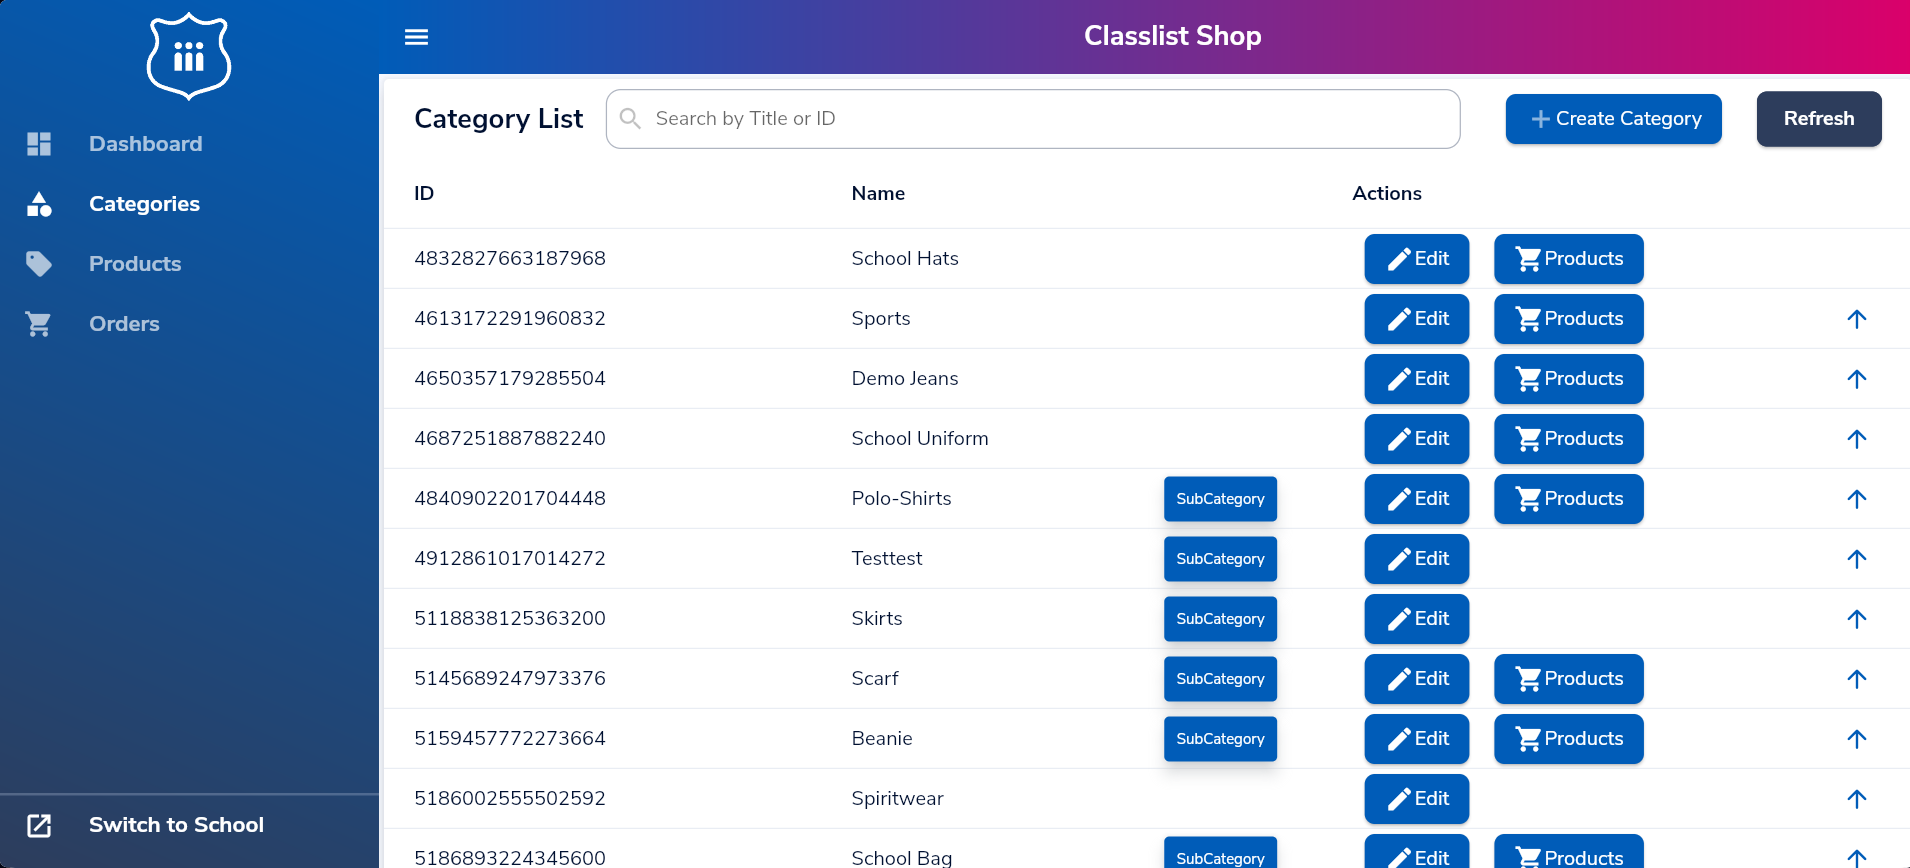 Classlist Shop
Dashboard
Categories
Products
Orders
Switch to School
Category List
Search by Title or ID
Create Category
Refresh
ID Name Actions
4832827663187968 School Hats Edit Products
4613172291960832 Sports Edit Products
4650357179285504 Demo Jeans Edit Products
4687251887882240 School Uniform Edit Products
4840902201704448 Polo-Shirts SubCategory Edit Products
4912861017014272 Testtest SubCategory Edit
5118838125363200 Skirts SubCategory Edit
5145689247973376 Scarf SubCategory Edit Products
5159457772273664 Beanie SubCategory Edit Products
5186002555502592 Spiritwear Edit
5186893224345600 School Bag SubCategory Edit Products